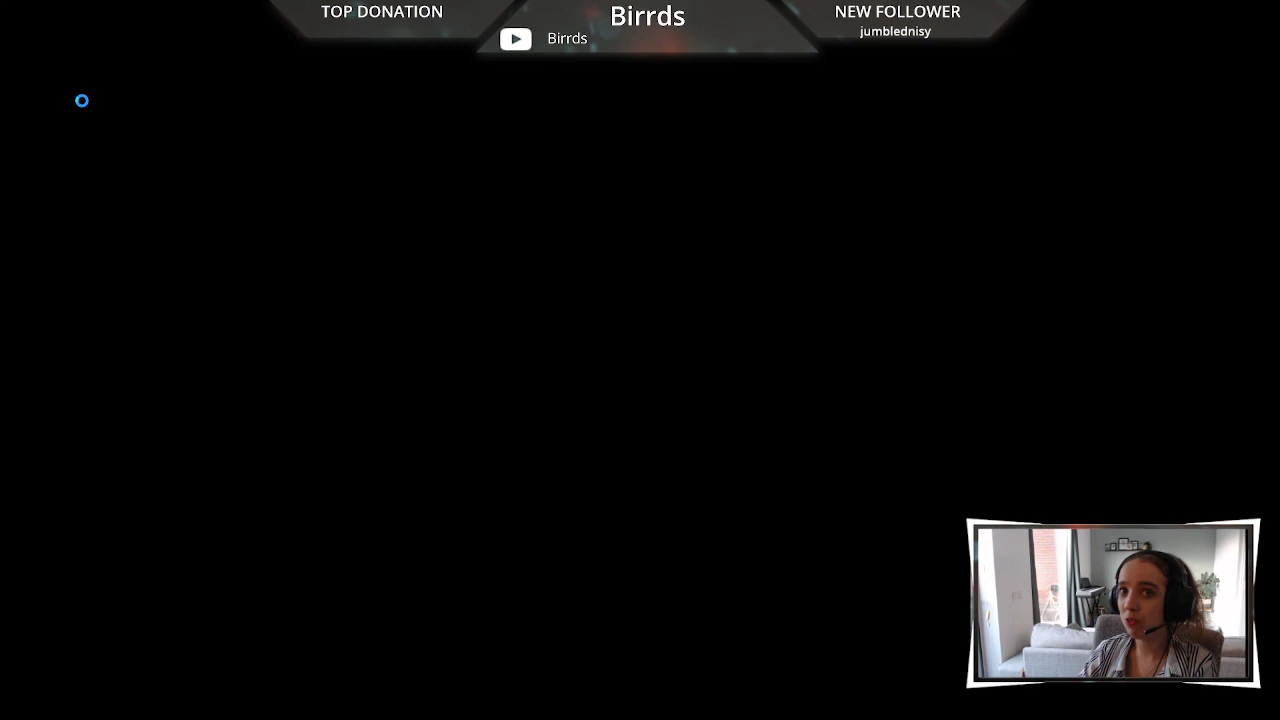 TOP DONATION
Birrds
Birrds
NEW FOLLOWER
jumblednisy